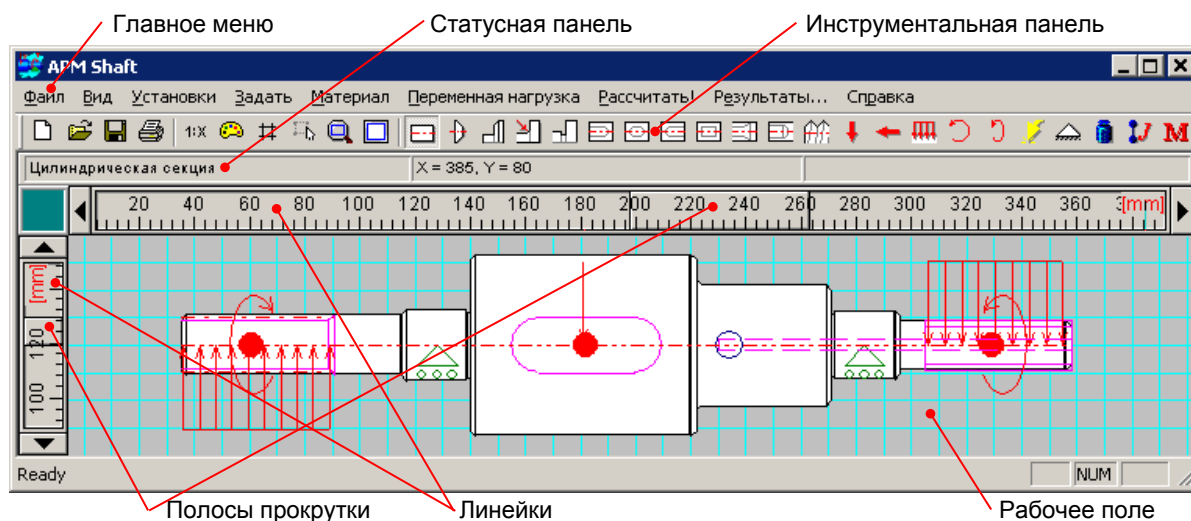 Главное меню Статусная панель Инструментальная панель
APM Shaft
Файл Вид Установки Задать Материал Переменная нагрузка Рассчитать! Результаты... Справка
1:X M
Цилиндрическая секция X = 385, Y = 80
20 40 60 80 100 120 140 160 180 200 220 240 260 280 300 320 340 360 [mm]
[mm]
120
100
Ready NUM
Полосы прокрутки Линейки Рабочее поле